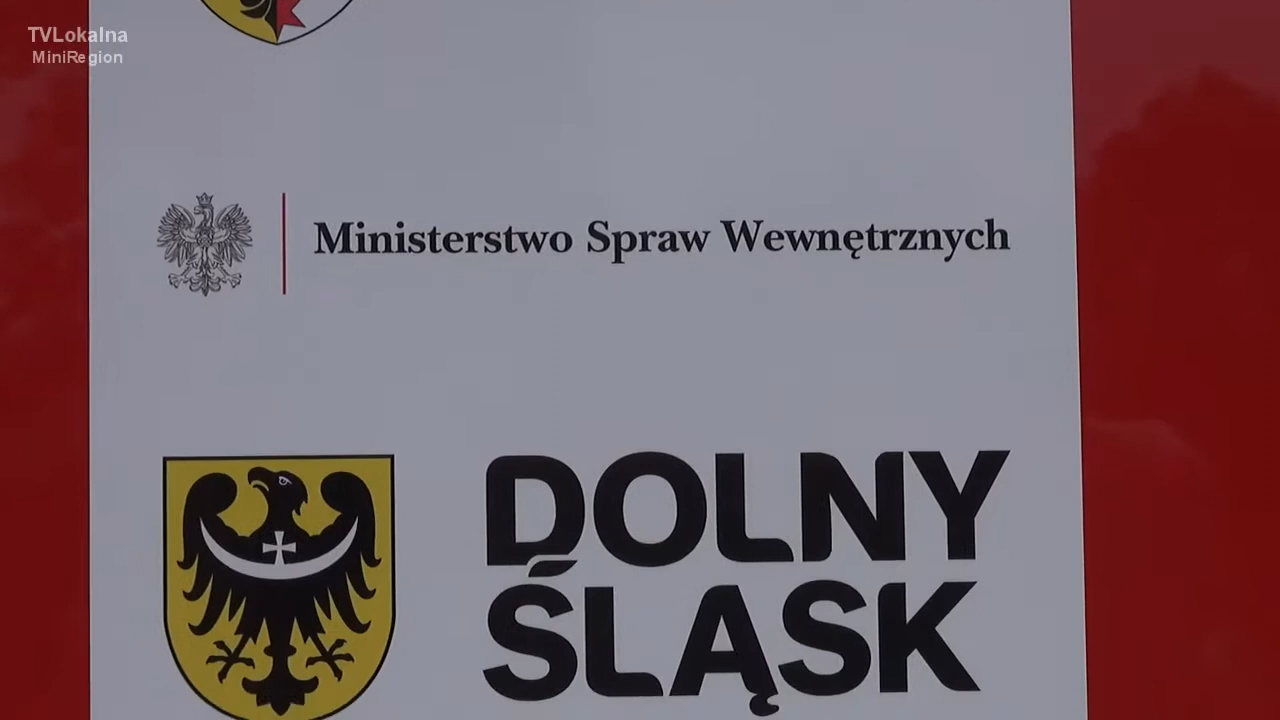 TVLokalna
MiniRegion
Ministerstwo Spraw Wewnętrznych
DOLNY
ŚLĄSK